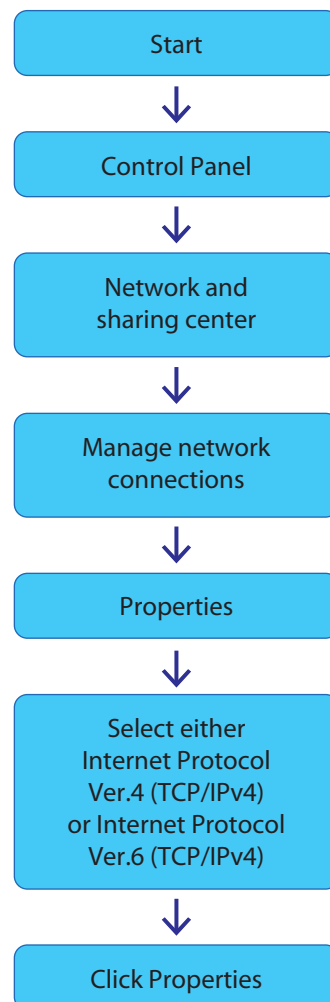 Start
Control Panel
Network and
sharing center
Manage network
connections
Properties
Select either
Internet Protocol
Ver.4 (TCP/IPv4)
or Internet Protocol
Ver.6 (TCP/IPv4)
Click Properties